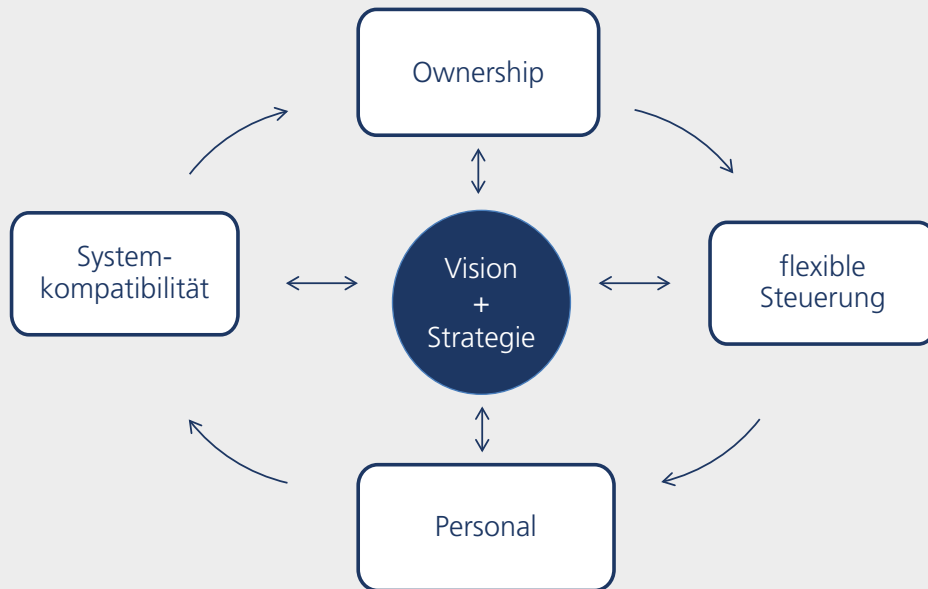 Ownership
System-
kompatibilität
Vision
+
Strategie
flexible
Steuerung
Personal